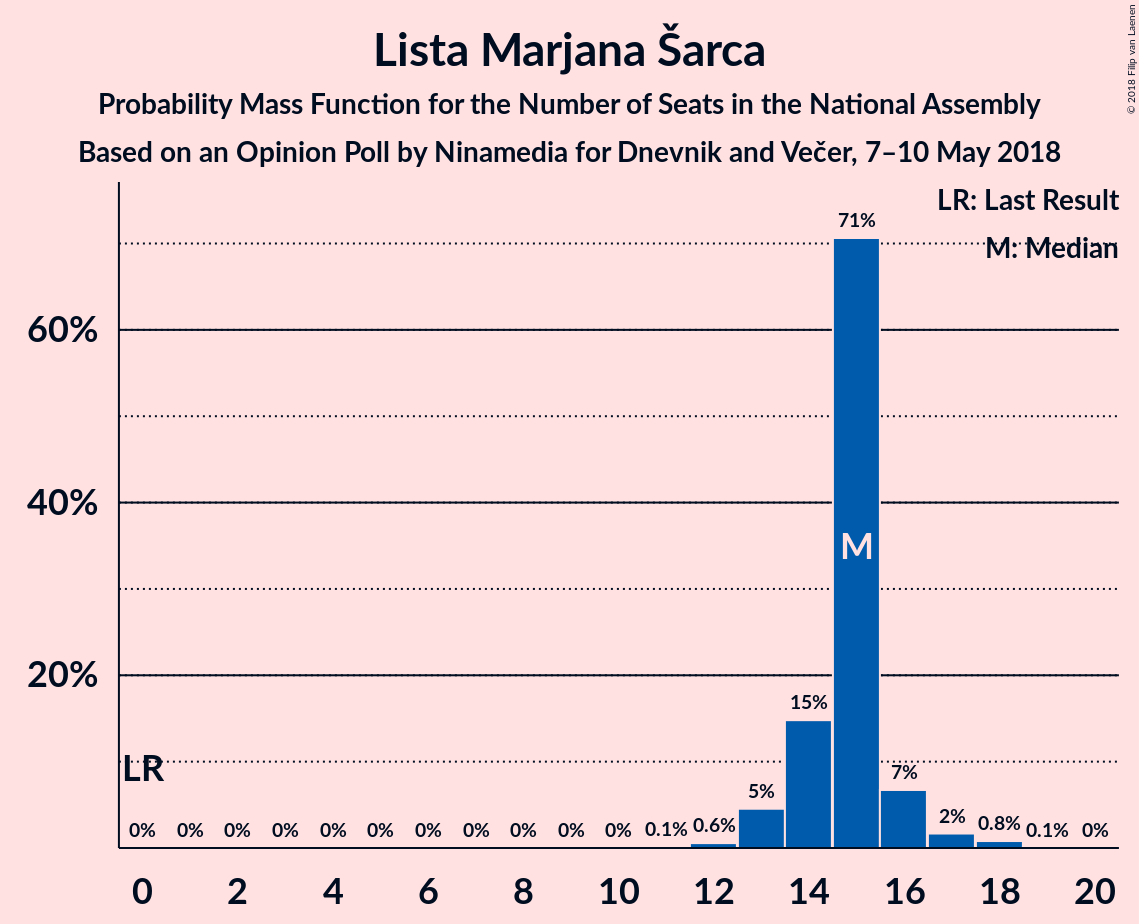 Lista Marjana Šarca
Probability Mass Function for the Number of Seats in the National Assembly
Based on an Opinion Poll by Ninamedia for Dnevnik and Večer, 7–10 May 2018
© 2018 Filip van Laenen
LR: Last Result
M: Median
71%
60%
40%
M
20%
15%
LR
7%
5%
0% 0% 0% 0% 0% 0% 0% 0% 0% 0% 0% 0.1% 0.6% 2% 0.8% 0.1% 0%
0 2 4 6 8 10 12 14 16 18 20